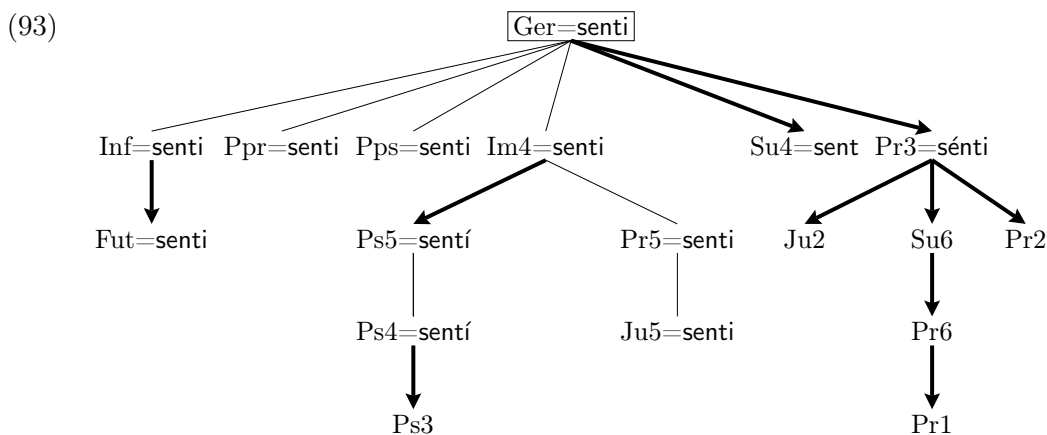 (93)
Ger=senti
Inf=senti Ppr=senti Pps=senti Im4=senti Su4=sent Pr3=sénti
Fut=senti Ps5=sentí Pr5=senti Ju2 Su6 Pr2
Ps4=sentí Ju5=senti Pr6
Ps3 Pr1